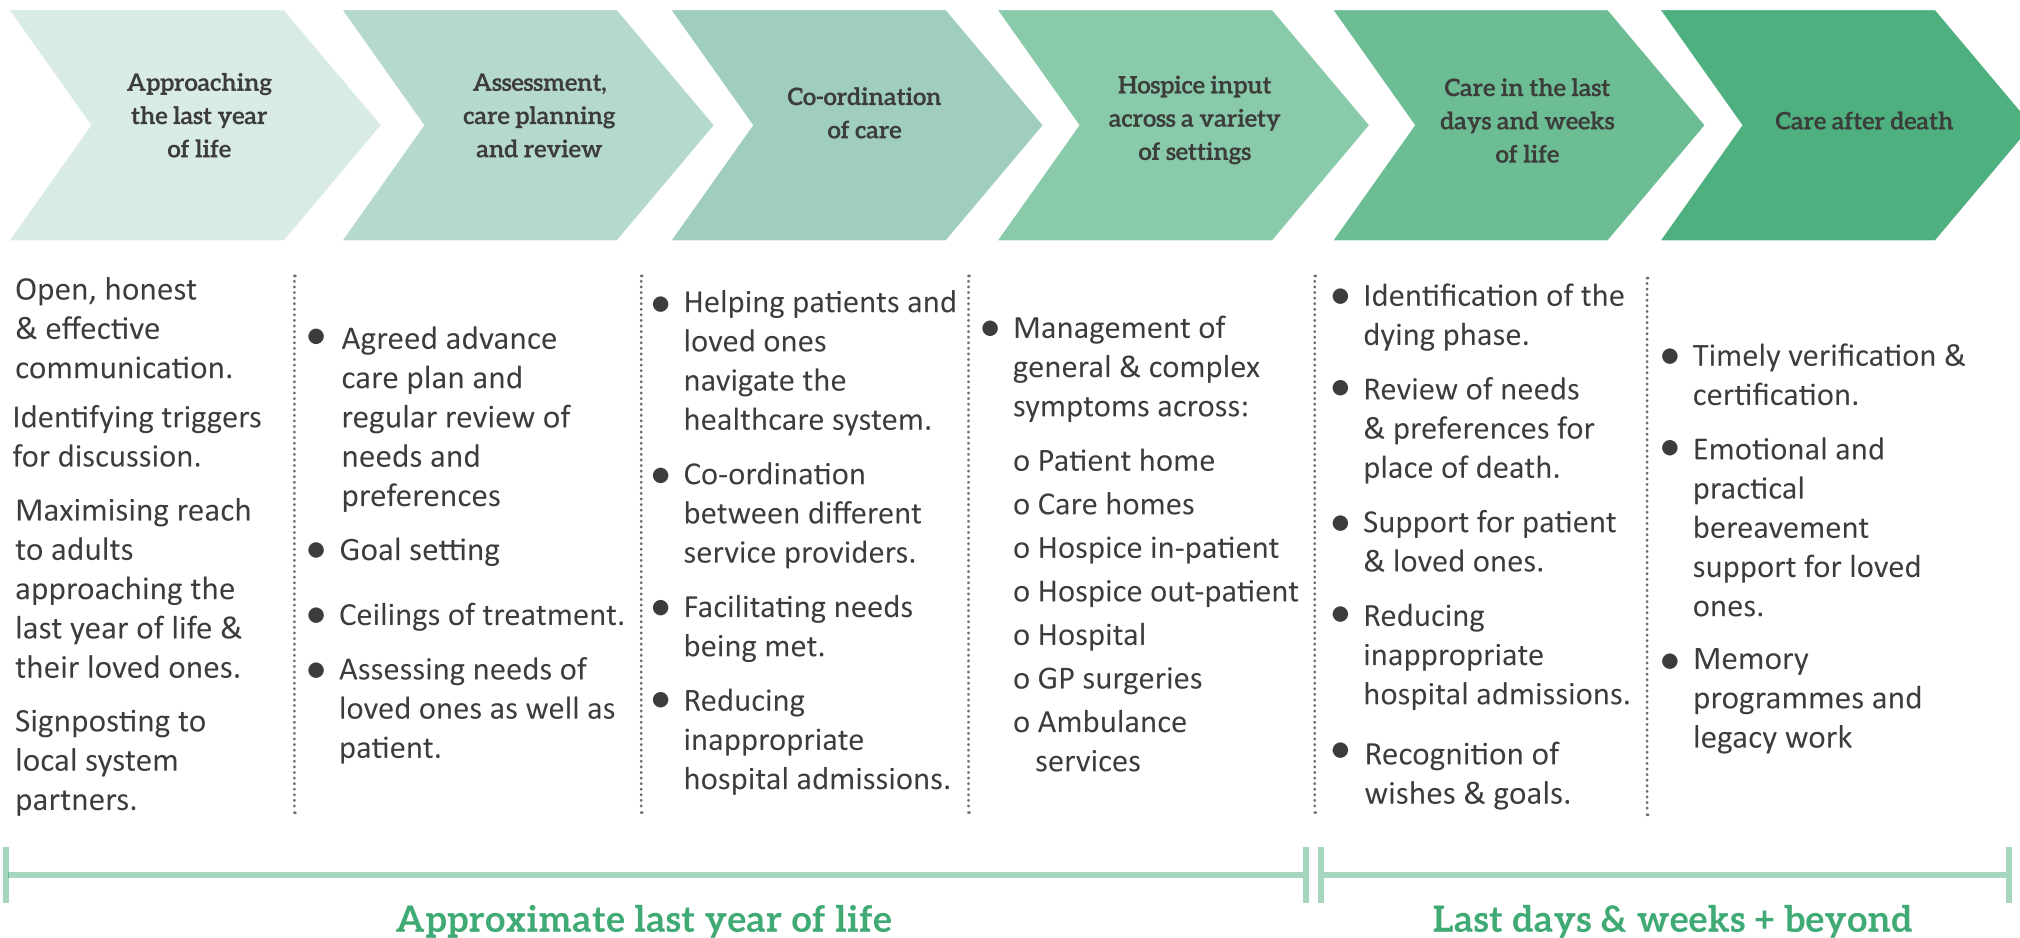 Approaching
the last year
of life
Assessment,
care planning
and review
Co-ordination
of care
Hospice input
across a variety
of settings
Care in the last
days and weeks
of life
Care after death
Open, honest
& effective
communication.
Identifying triggers
for discussion.
Maximising reach
to adults
approaching the
last year of life &
their loved ones.
Signposting to
local system
partners.
● Agreed advance
care plan and
regular review of
needs and
preferences
● Goal setting
● Ceilings of treatment.
● Assessing needs of
loved ones as well as
patient.
● Helping patients and
loved ones
navigate the
healthcare system.
● Co-ordination
between different
service providers.
● Facilitating needs
being met.
● Reducing
inappropriate
hospital admissions.
● Management of
general & complex
symptoms across:
o Patient home
o Care homes
o Hospice in-patient
o Hospice out-patient
o Hospital
o GP surgeries
o Ambulance
services
● Identification of the
dying phase.
● Review of needs
& preferences for
place of death.
● Support for patient
& loved ones.
● Reducing
inappropriate
hospital admissions.
● Recognition of
wishes & goals.
● Timely verification &
certification.
● Emotional and
practical
bereavement
support for loved
ones.
● Memory
programmes and
legacy work
Approximate last year of life
Last days & weeks + beyond